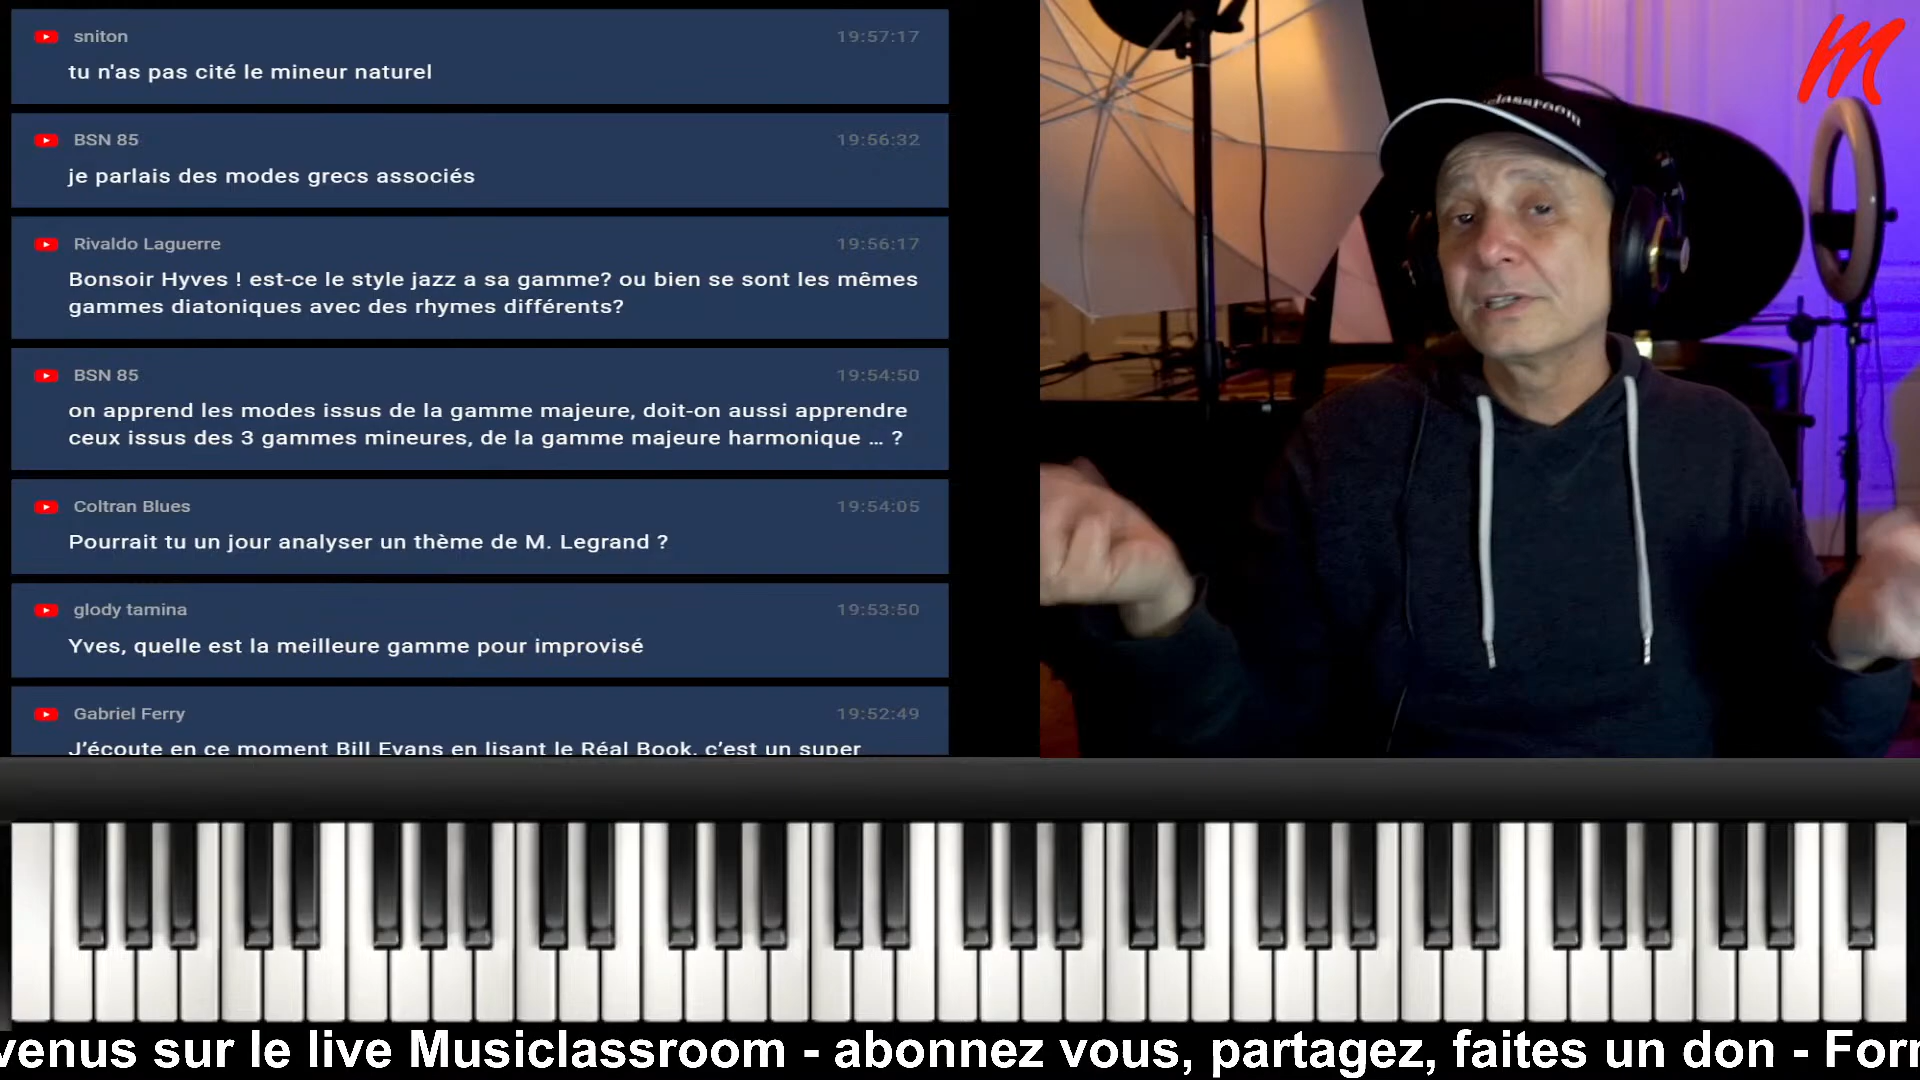 sniton 19:57:17
tu n'as pas cité le mineur naturel
BSN 85 19:56:32
je parlais des modes grecs associés
Rivaldo Laguerre 19:56:17
Bonsoir Hyves ! est-ce le style jazz a sa gamme? ou bien se sont les mêmes
gammes diatoniques avec des rhymes différents?
BSN 85 19:54:50
on apprend les modes issus de la gamme majeure, doit-on aussi apprendre
ceux issus des 3 gammes mineures, de la gamme majeure harmonique ... ?
Coltran Blues 19:54:05
Pourrait tu un jour analyser un thème de M. Legrand ?
glody tamina 19:53:50
Yves, quelle est la meilleure gamme pour improvisé
Gabriel Ferry 19:52:49
J'écoute en ce moment Bill Evans en lisant le Réal Book, c'est un super
classroom
M
venus sur le live Musiclassroom - abonnez vous, partagez, faites un don - Forr